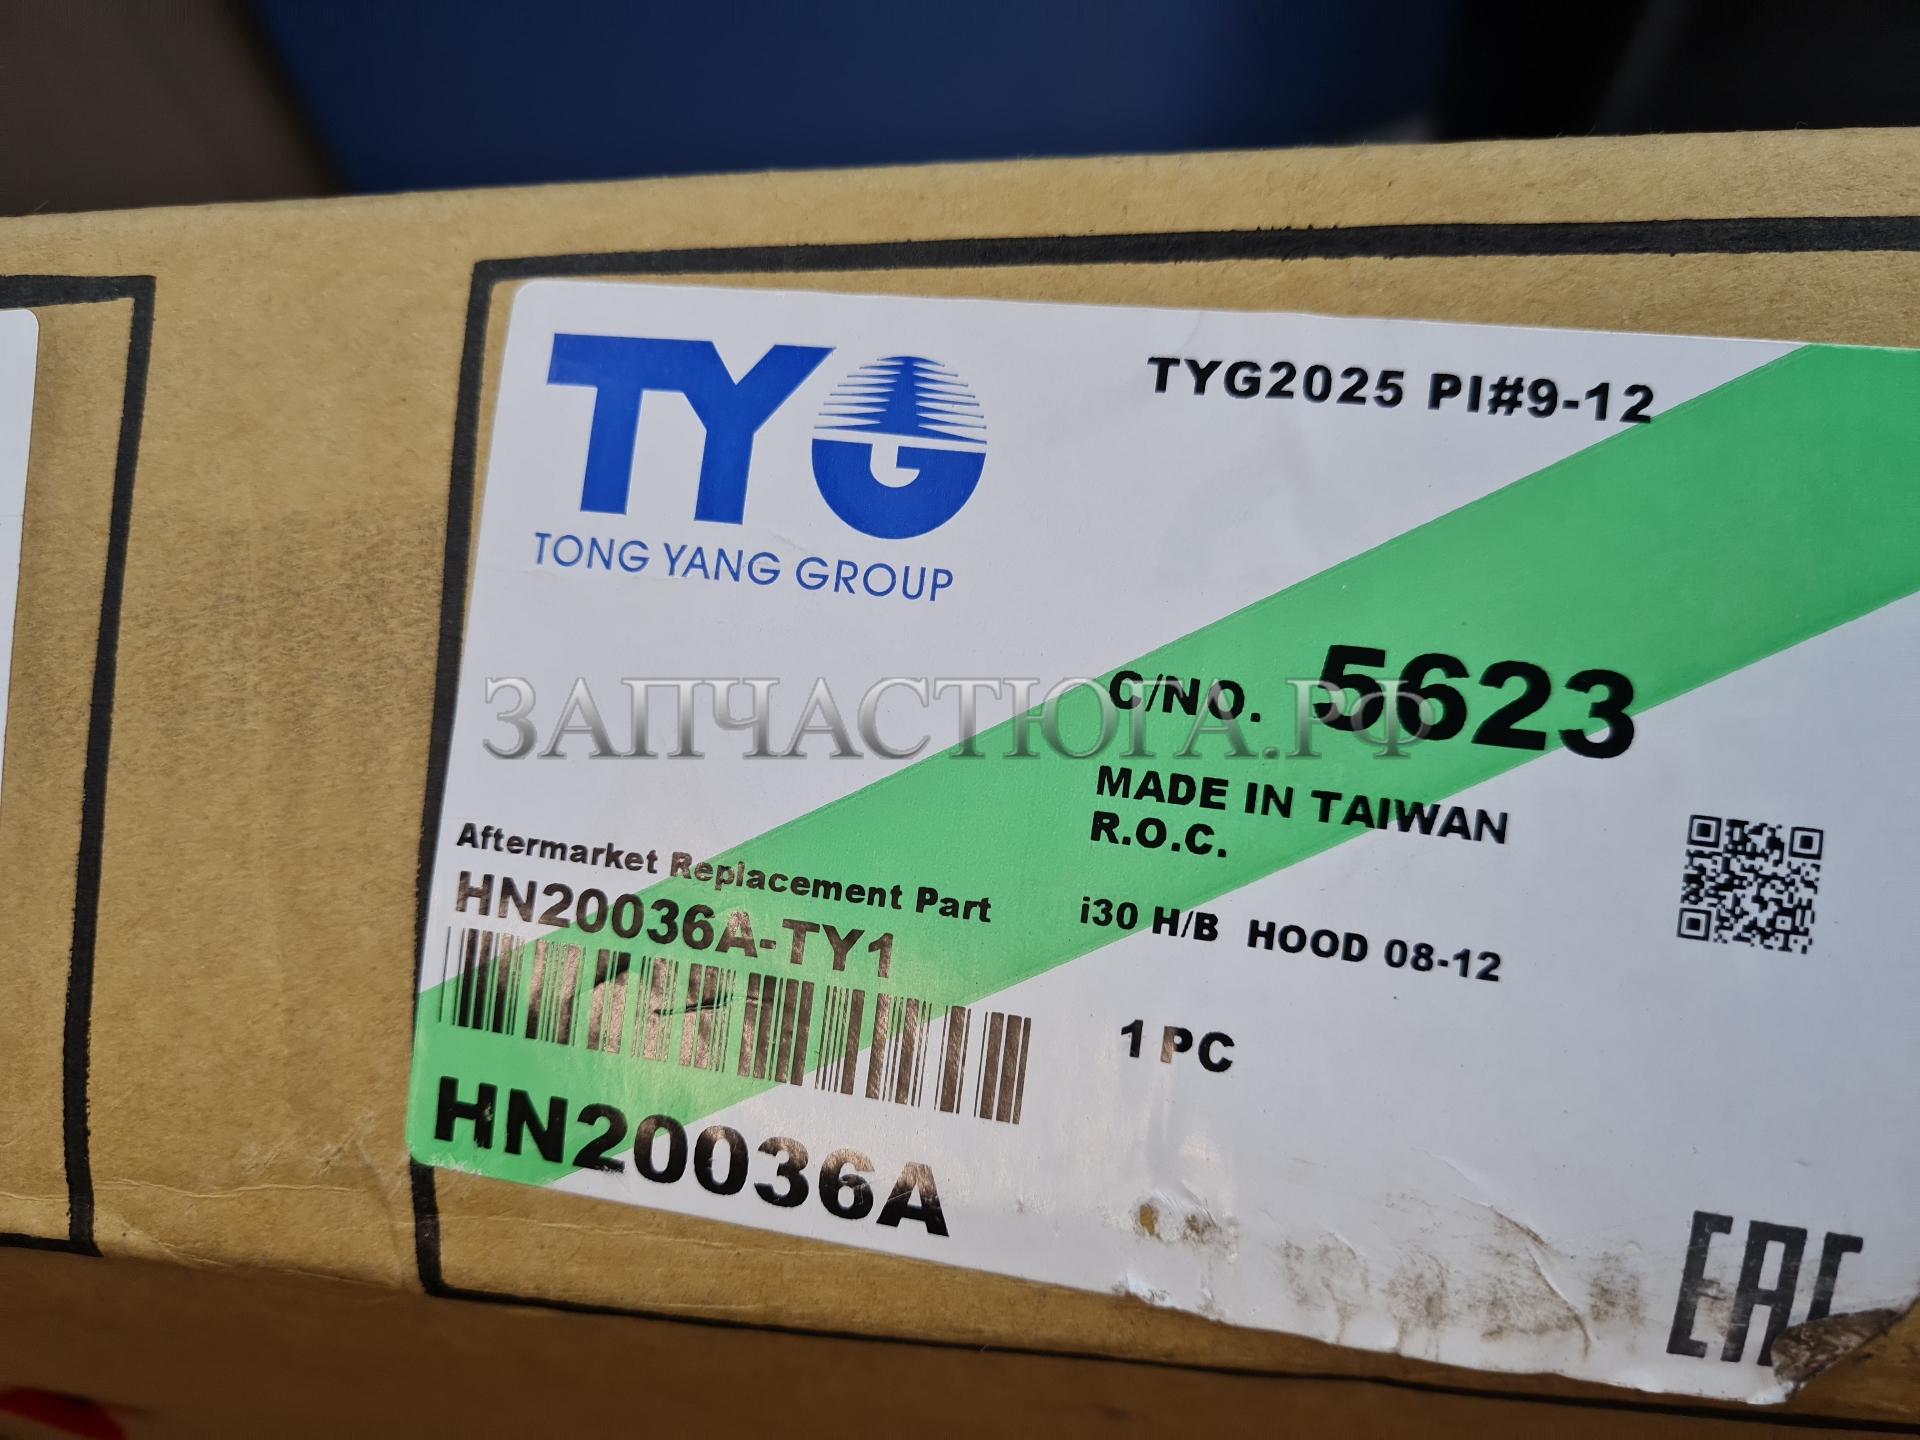 TYG
TONG YANG GROUP
TYG2025 PI#9-12
C/NO. 5623
ЗАПЧАСТЮГА.РФ
MADE IN TAIWAN
R.O.C.
Aftermarket Replacement Part
HN20036A-TY1
i30 H/B HOOD 08-12
1 PC
HN20036A
EAC